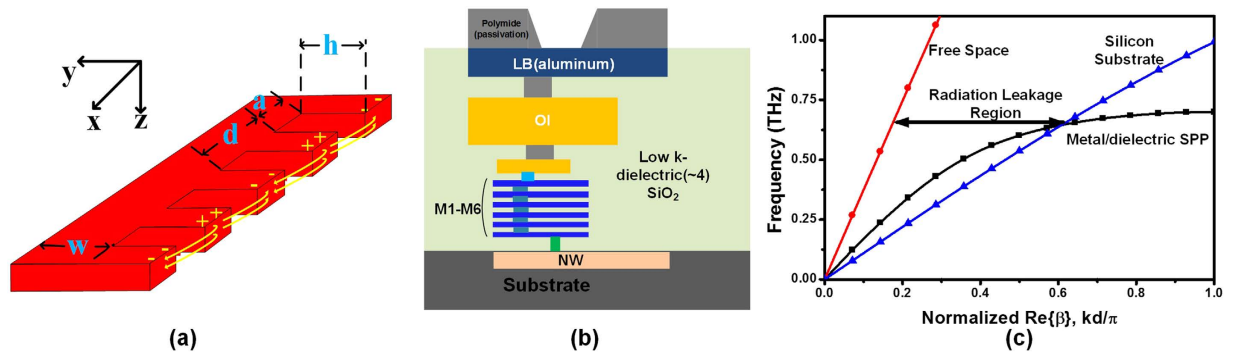 h
y
x
z
a
d
w
- + + - - + + - - + + - -
(a)
Polymide
(passivation)
LB(aluminum)
OI
Low k-
dielectric(~4)
SiO2
M1-M6
NW
Substrate
(b)
Frequency (THz)
1.00
0.75
0.50
0.25
0.00
0.0 0.2 0.4 0.6 0.8 1.0
Free Space
Silicon
Substrate
Radiation Leakage
Region
Metal/dielectric SPP
Normalized Re{β}, kd/π
(c)